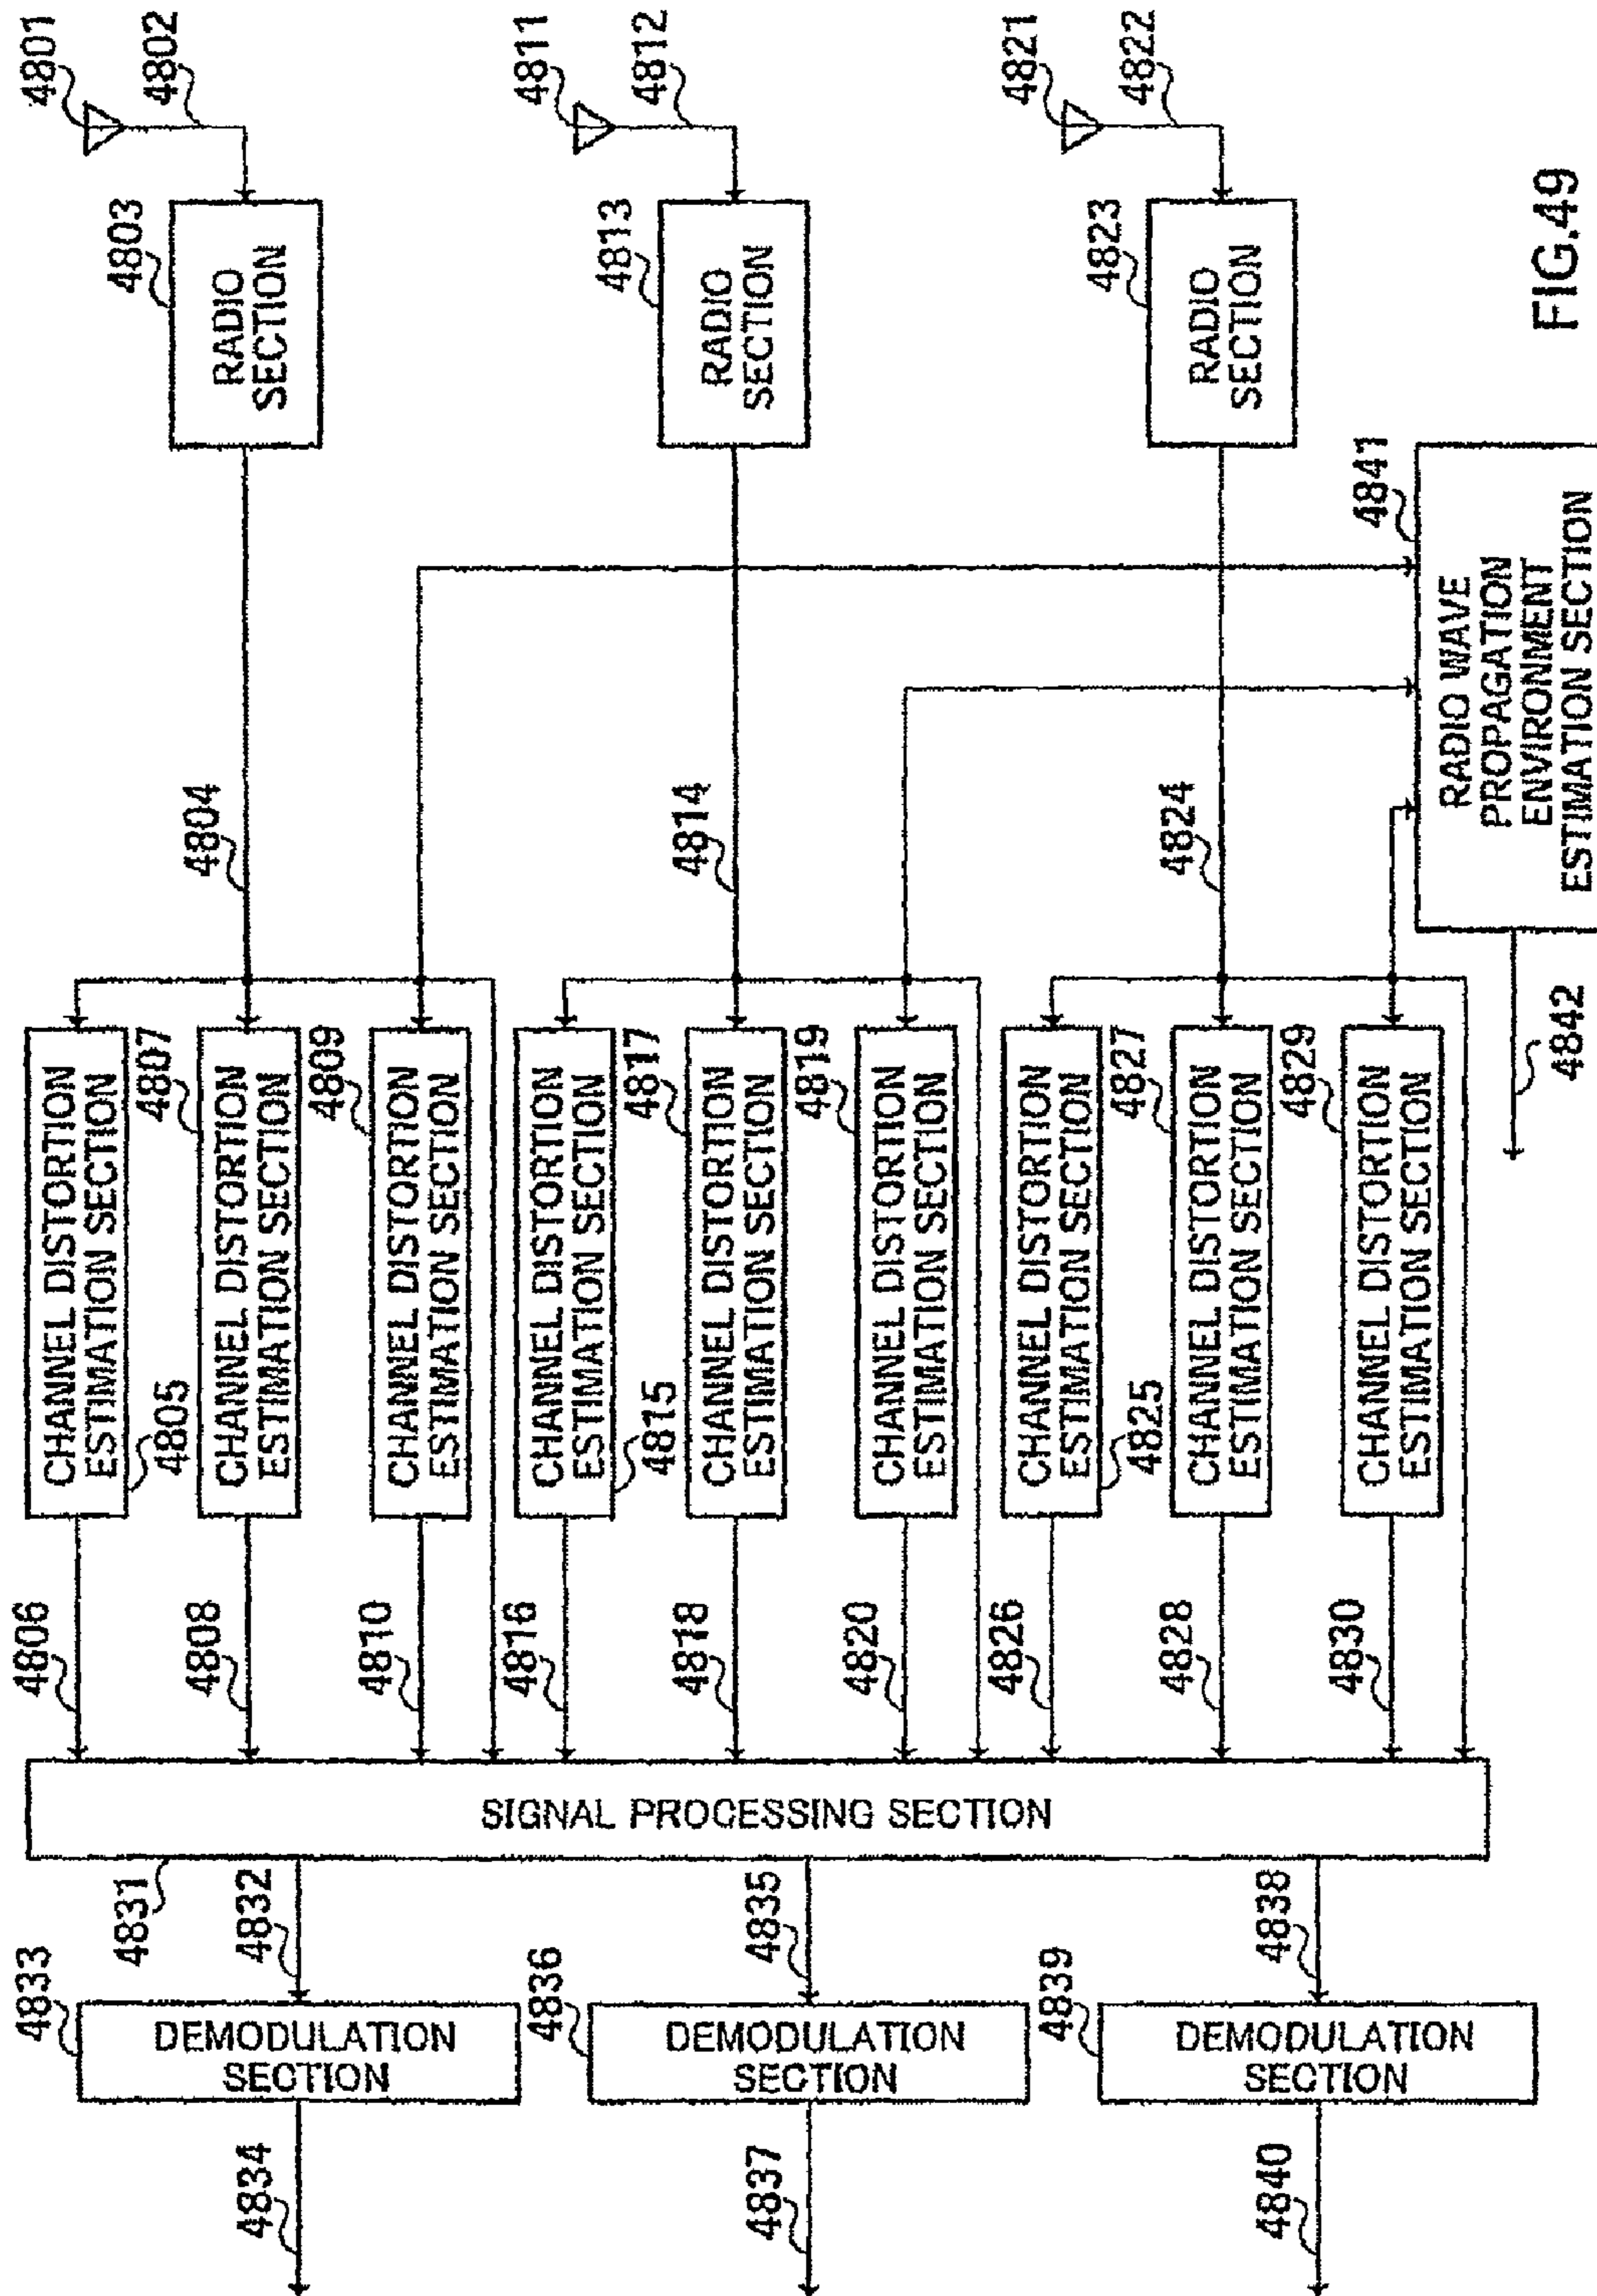 4801
4802
4803
RADIO
SECTION
4804
4811
4812
4813
RADIO
SECTION
4814
4821
4822
4823
RADIO
SECTION
4824
CHANNEL DISTORTION
ESTIMATION SECTION
4805
4806
4807
CHANNEL DISTORTION
ESTIMATION SECTION
4808
4809
CHANNEL DISTORTION
ESTIMATION SECTION
4810
CHANNEL DISTORTION
ESTIMATION SECTION
4815
4816
4817
CHANNEL DISTORTION
ESTIMATION SECTION
4818
4819
CHANNEL DISTORTION
ESTIMATION SECTION
4820
CHANNEL DISTORTION
ESTIMATION SECTION
4825
4826
4827
CHANNEL DISTORTION
ESTIMATION SECTION
4828
4829
CHANNEL DISTORTION
ESTIMATION SECTION
4830
4841
RADIO WAVE
PROPAGATION
ENVIRONMENT
ESTIMATION SECTION
4842
SIGNAL PROCESSING SECTION
4831
4832
4833
DEMODULATION
SECTION
4834
4835
4836
DEMODULATION
SECTION
4837
4838
4839
DEMODULATION
SECTION
4840
FIG.49